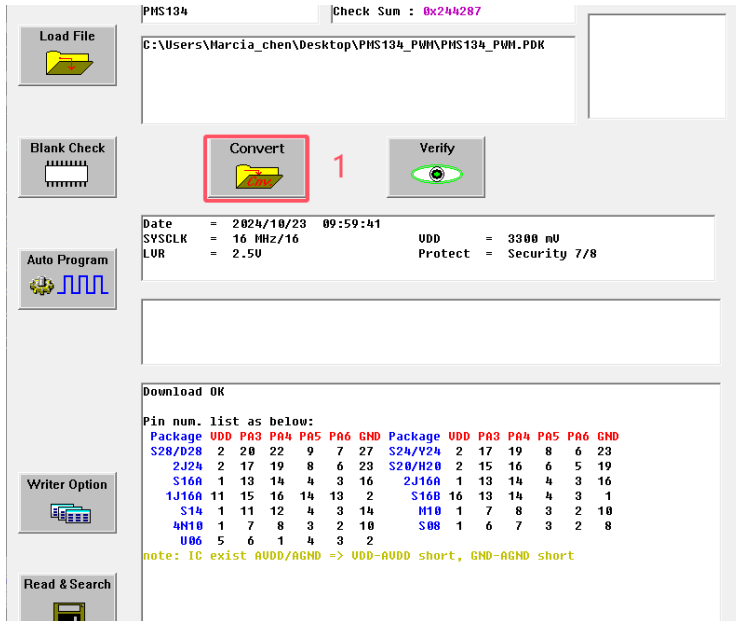 PMS134
Check Sum : 0x244287
Load File
C:\Users\Marcia_chen\Desktop\PMS134_PWM\PMS134_PWM.PDK
Blank Check
Convert
Cnv.
1
Verify
Date = 2024/10/23 09:59:41
SYSCLK = 16 MHz/16 VDD = 3300 mV
LVR = 2.5V Protect = Security 7/8
Auto Program
Download OK
Pin num. list as below:
Package VDD PA3 PA4 PA5 PA6 GND Package VDD PA3 PA4 PA5 PA6 GND
S28/D28 2 20 22 9 7 27 S24/Y24 2 17 19 8 6 23
2J24 2 17 19 8 6 23 S20/H20 2 15 16 6 5 19
S16A 1 13 14 4 3 16 2J16A 1 13 14 4 3 16
1J16A 11 15 16 14 13 2 S16B 16 13 14 4 3 1
S14 1 11 12 4 3 14 M10 1 7 8 3 2 10
4N10 1 7 8 3 2 10 S08 1 6 7 3 2 8
U06 5 6 1 4 3 2
note: IC exist AVDD/AGND => VDD-AVDD short, GND-AGND short
Writer Option
Read & Search